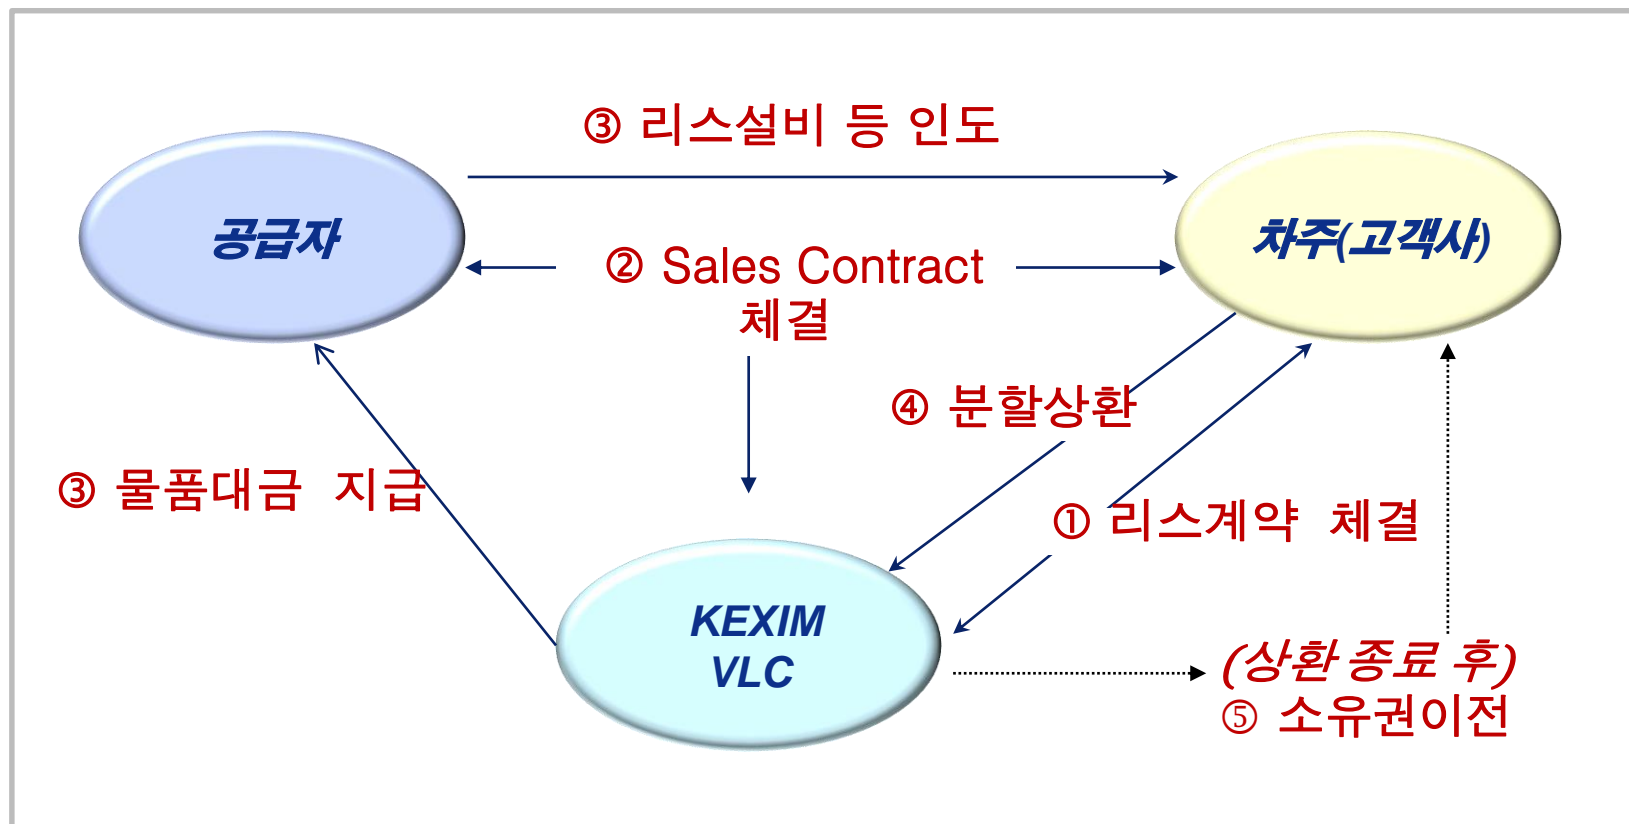 ③ 리스설비 등 인도
공급자
차주(고객사)
② Sales Contract
체결
④ 분할상환
③ 물품대금 지급
① 리스계약 체결
KEXIM
VLC
(상환 종료 후)
⑤ 소유권이전